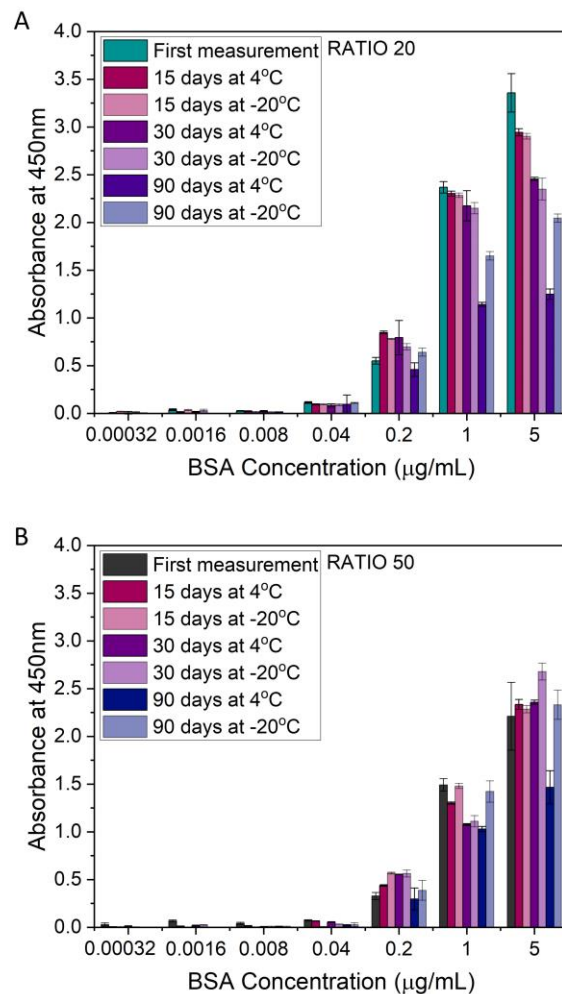 A
RATIO 20
First measurement
15 days at 4°C
15 days at -20°C
30 days at 4°C
30 days at -20°C
90 days at 4°C
90 days at -20°C
Absorbance at 450nm
4.0
3.5
3.0
2.5
2.0
1.5
1.0
0.5
0.0
0.00032 0.0016 0.008 0.04 0.2 1 5
BSA Concentration (μg/mL)
B
RATIO 50
First measurement
15 days at 4°C
15 days at -20°C
30 days at 4°C
30 days at -20°C
90 days at 4°C
90 days at -20°C
Absorbance at 450nm
4.0
3.5
3.0
2.5
2.0
1.5
1.0
0.5
0.0
0.00032 0.0016 0.008 0.04 0.2 1 5
BSA Concentration (μg/mL)